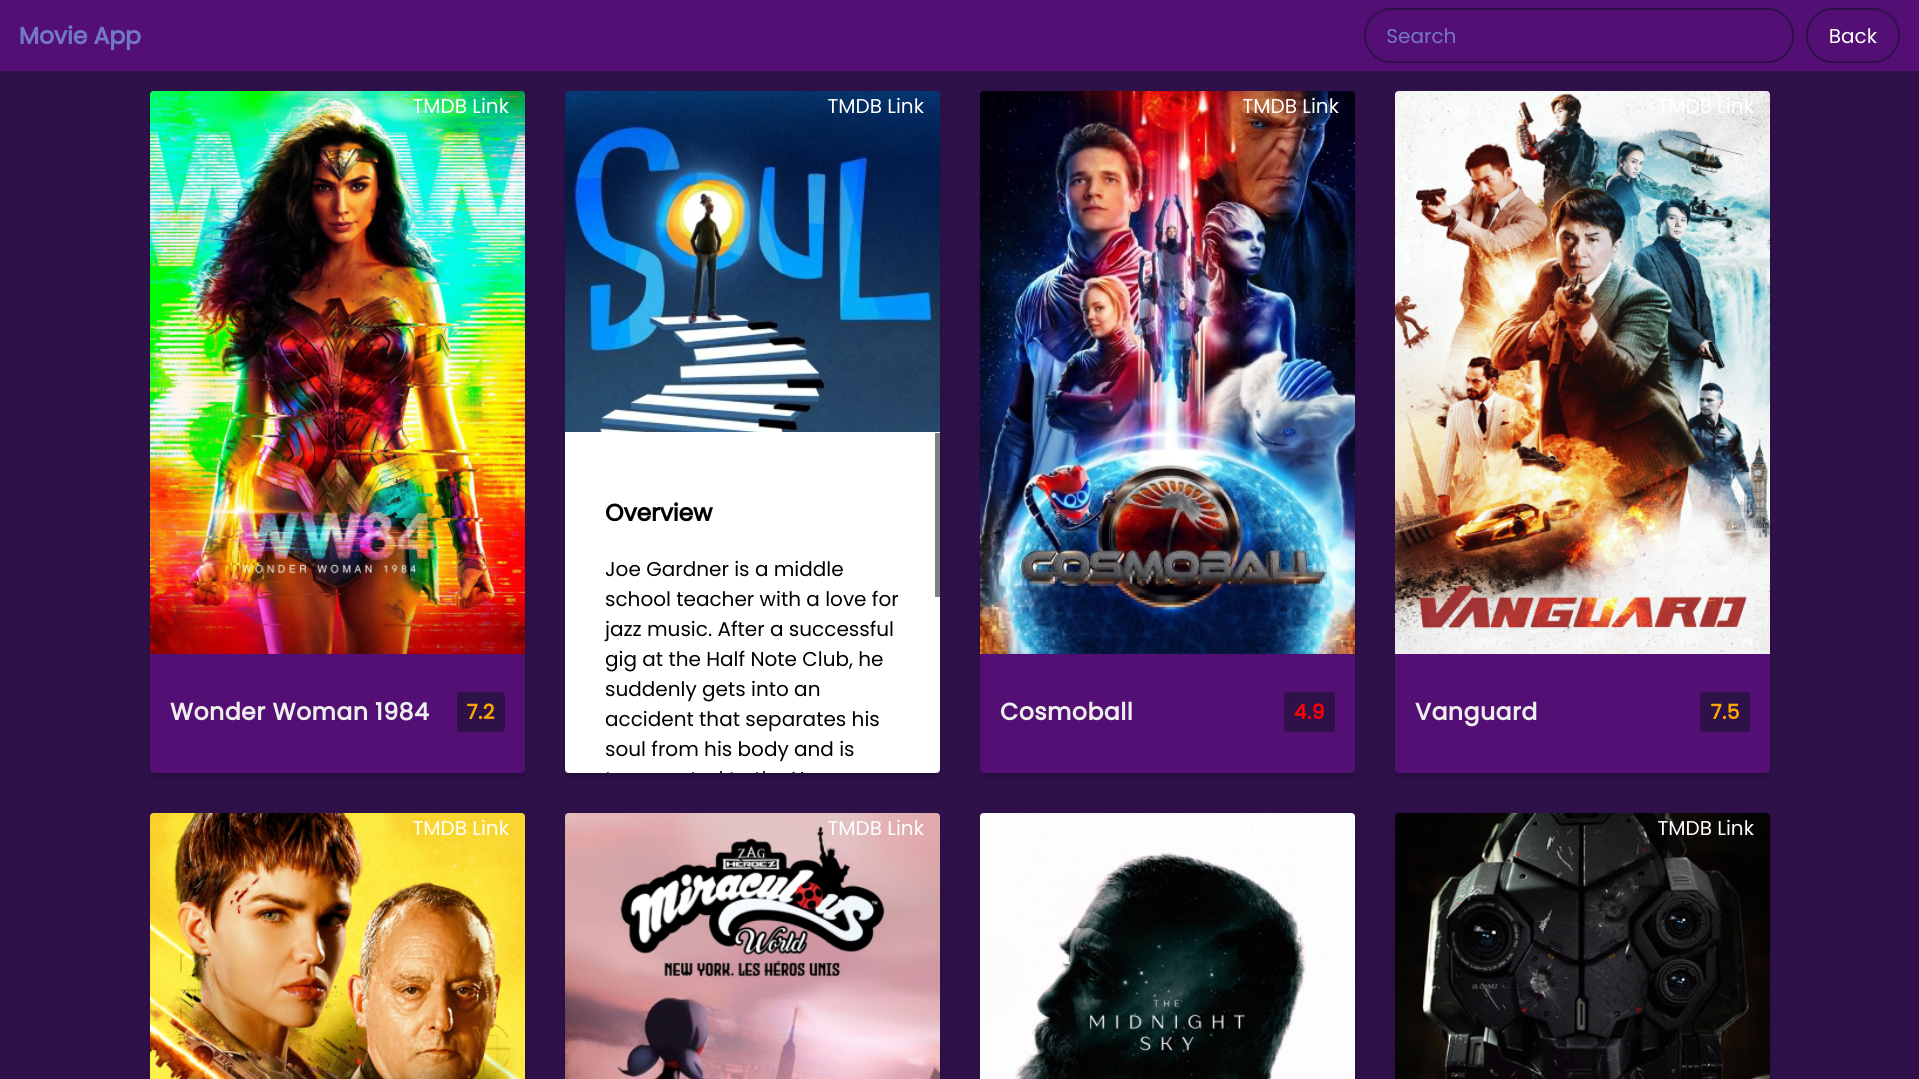 Movie App
Search
Back
TMDB Link
WW84
WONDER WOMAN 1984
Wonder Woman 1984
7.2
TMDB Link
SOUL
Overview
Joe Gardner is a middle
school teacher with a love for
jazz music. After a successful
gig at the Half Note Club, he
suddenly gets into an
accident that separates his
soul from his body and is
TMDB Link
COSMOBALL
Cosmoball
4.9
TMDB Link
VANGUARD
Vanguard
7.5
TMDB Link
TMDB Link
ZAG
HEROEZ
Miraculous
World
NEW YORK, LES HÉROS UNIS
THE
MIDNIGHT
SKY
TMDB Link